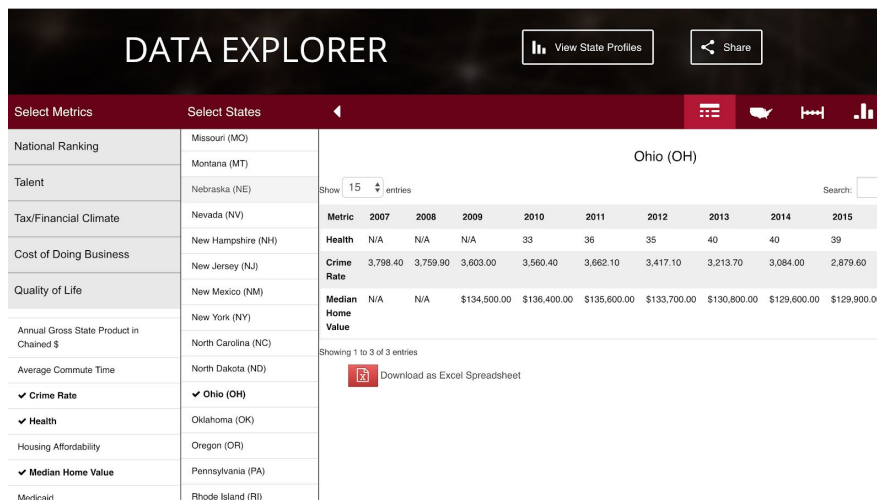 DATA EXPLORER
View State Profiles
Share
Select Metrics
Select States
National Ranking
Talent
Tax/Financial Climate
Cost of Doing Business
Quality of Life
Annual Gross State Product in
Chained $
Average Commute Time
✔ Crime Rate
✔ Health
Housing Affordability
✔ Median Home Value
Medicaid
Missouri (MO)
Montana (MT)
Nebraska (NE)
Nevada (NV)
New Hampshire (NH)
New Jersey (NJ)
New Mexico (NM)
New York (NY)
North Carolina (NC)
North Dakota (ND)
✔ Ohio (OH)
Oklahoma (OK)
Oregon (OR)
Pennsylvania (PA)
Rhode Island (RI)
Ohio (OH)
Show 15 entries
Search:
Metric 2007 2008 2009 2010 2011 2012 2013 2014 2015
Health N/A N/A N/A 33 36 35 40 40 39
Crime 3,798.40 3,759.90 3,603.00 3,560.40 3,662.10 3,417.10 3,213.70 3,084.00 2,879.60
Rate
Median N/A N/A $134,500.00 $136,400.00 $135,600.00 $133,700.00 $130,800.00 $129,600.00 $129,900.0
Home
Value
Showing 1 to 3 of 3 entries
Download as Excel Spreadsheet